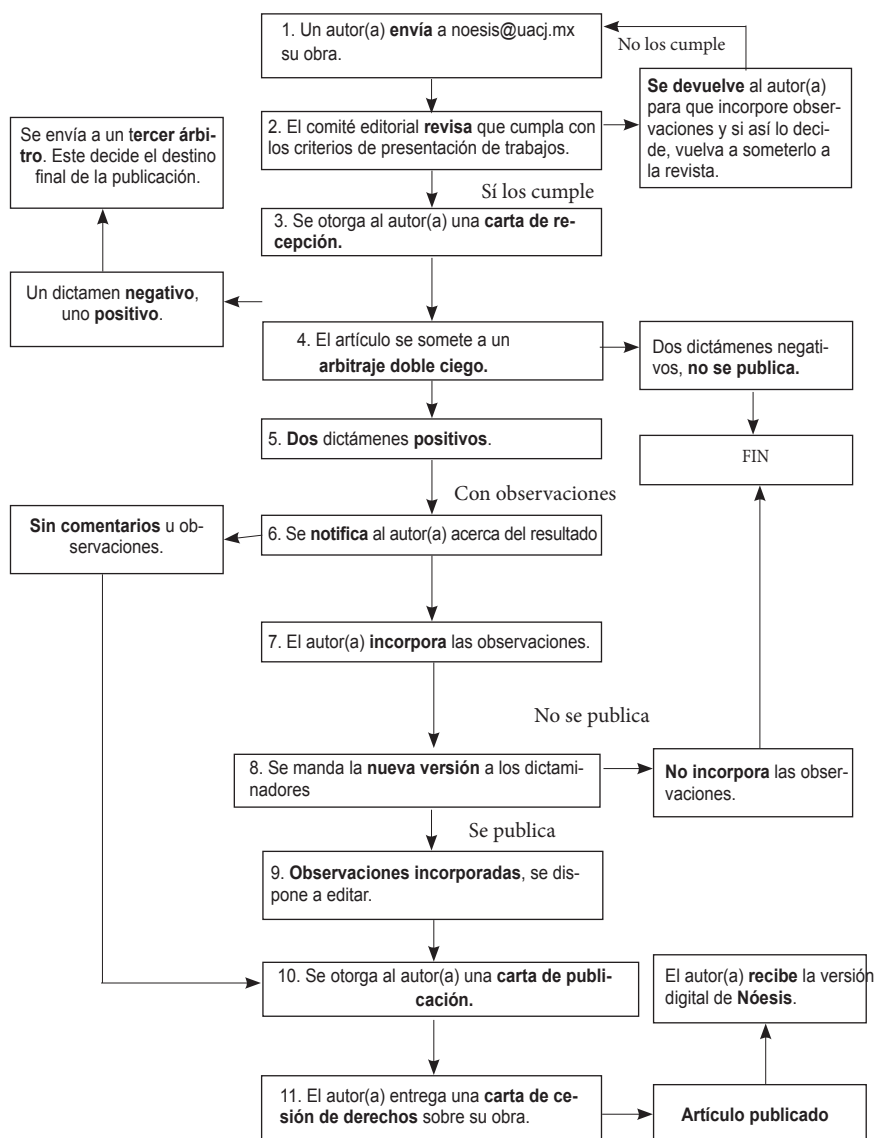 1. Un autor(a) envía a noesis@uacj.mx
su obra.
No los cumple
Se devuelve al autor(a)
para que incorpore obser-
vaciones y si así lo deci-
de, vuelva a someterlo a
la revista.
2. El comité editorial revisa que cumpla con
los criterios de presentación de trabajos.
Se envía a un tercer árbi-
tro. Este decide el destino
final de la publicación.
Sí los cumple
3. Se otorga al autor(a) una carta de re-
cepción.
Un dictamen negativo,
uno positivo.
4. El artículo se somete a un
arbitraje doble ciego.
Dos dictámenes negati-
vos, no se publica.
5. Dos dictámenes positivos.
FIN
Con observaciones
Sin comentarios u ob-
servaciones.
6. Se notifica al autor(a) acerca del resultado
7. El autor(a) incorpora las observaciones.
No se publica
8. Se manda la nueva versión a los dictami-
nadores
No incorpora las obser-
vaciones.
Se publica
9. Observaciones incorporadas, se dis-
pone a editar.
10. Se otorga al autor(a) una carta de publi-
cación.
El autor(a) recibe la versión
digital de Nóesis.
11. El autor(a) entrega una carta de ce-
sión de derechos sobre su obra.
Artículo publicado